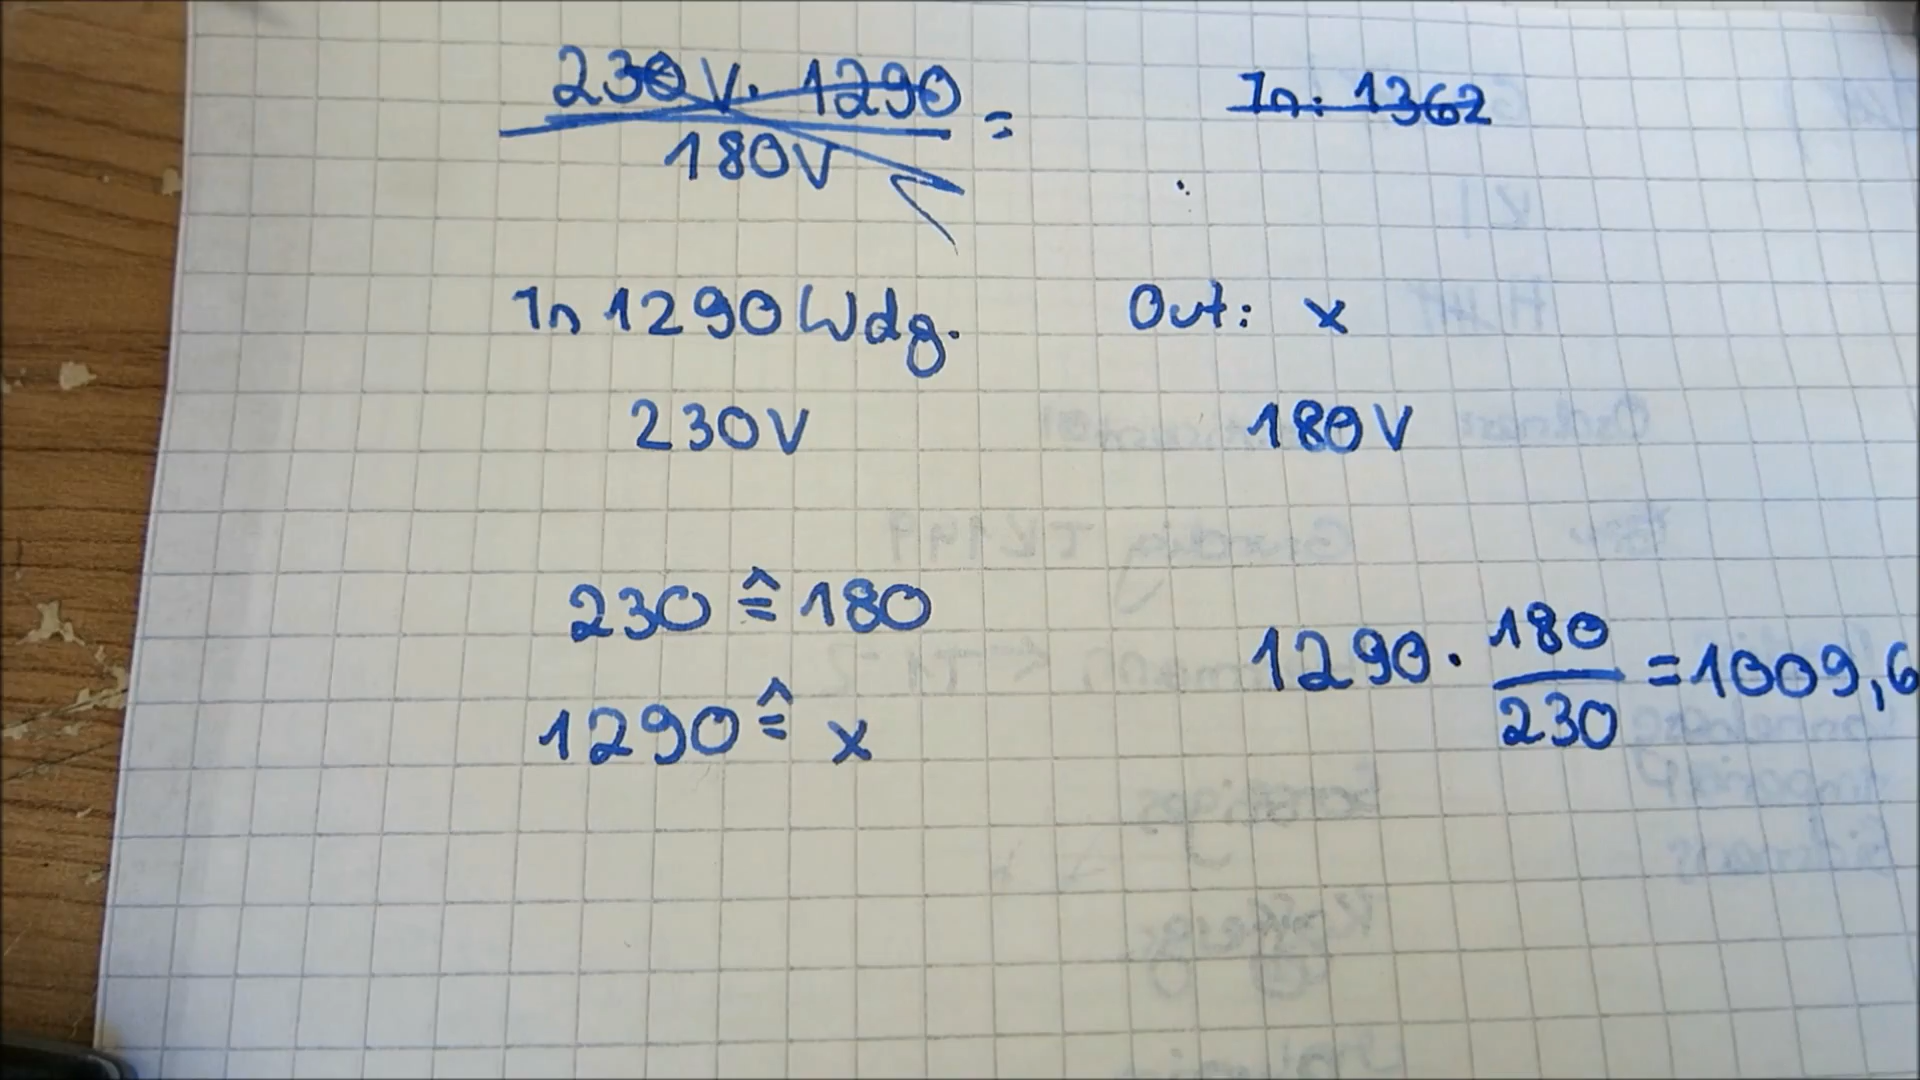 230V · 1290 =
180V
In: 1362
In 1290 Wdg.
Out: x
230V
180V
230 ≙ 180
1290 ≙ x
1290 · 180/230 = 1009,6